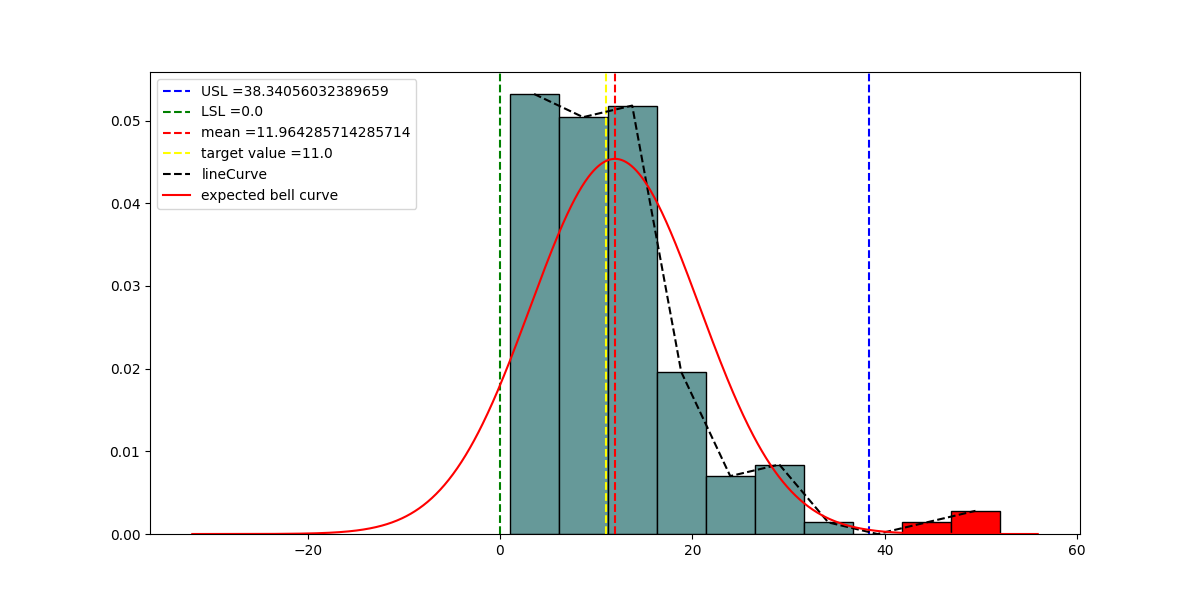 USL =38.34056032389659
LSL =0.0
mean =11.964285714285714
target value =11.0
lineCurve
expected bell curve
0.05
0.04
0.03
0.02
0.01
0.00
−20
0
20
40
60